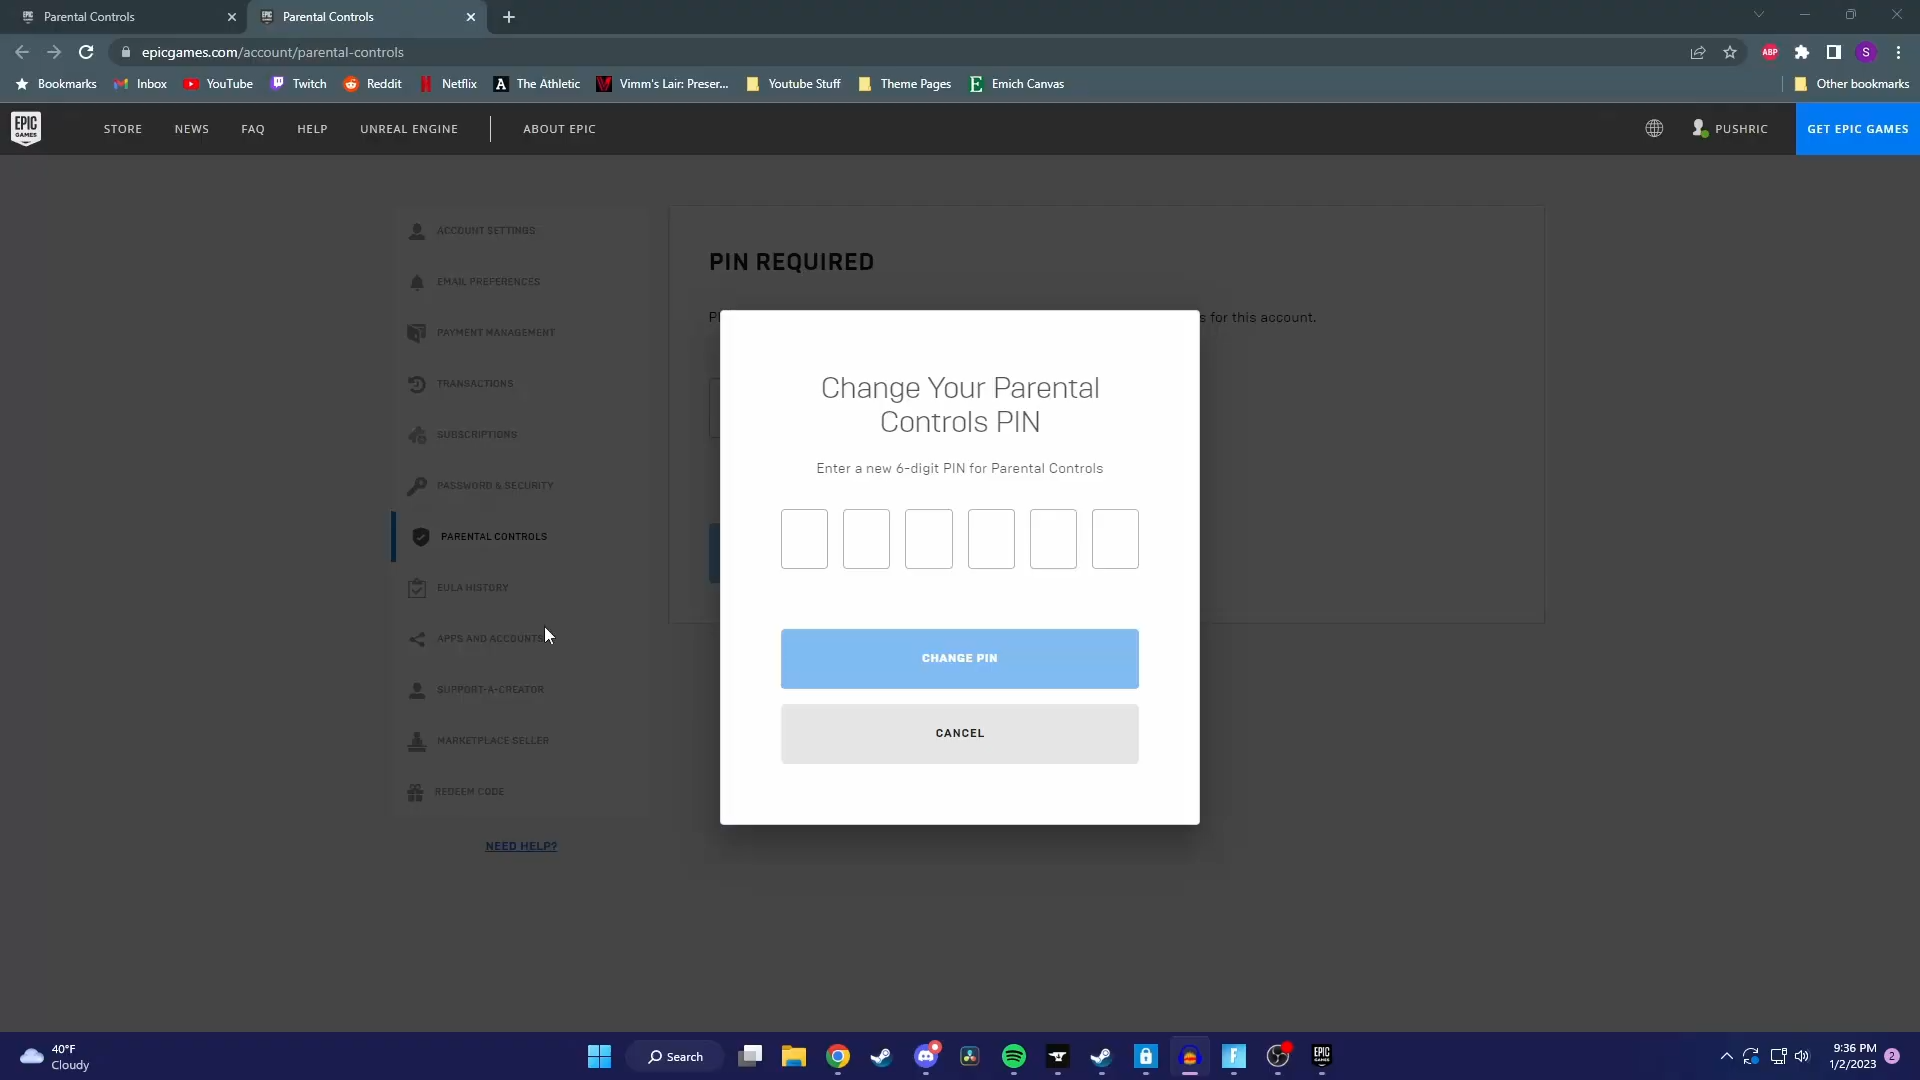 Parental Controls
Parental Controls
epicgames.com/account/parental-controls
ABP
S
Bookmarks
Inbox
YouTube
Twitch
Reddit
Netflix
A
The Athletic
Vimm's Lair: Preser...
Youtube Stuff
Theme Pages
E
Emich Canvas
Other bookmarks
EPIC
GAMES
STORE
NEWS
FAQ
HELP
UNREAL ENGINE
ABOUT EPIC
PUSHRIC
GET EPIC GAMES
ACCOUNT SETTINGS
EMAIL PREFERENCES
PAYMENT MANAGEMENT
TRANSACTIONS
SUBSCRIPTIONS
PASSWORD & SECURITY
PARENTAL CONTROLS
EULA HISTORY
APPS AND ACCOUNTS
SUPPORT-A-CREATOR
MARKETPLACE SELLER
REDEEM CODE
NEED HELP?
PIN REQUIRED
s for this account.
Change Your Parental
Controls PIN
Enter a new 6-digit PIN for Parental Controls
CHANGE PIN
CANCEL
40°F
Cloudy
Search
F
EPIC
GAMES
9:36 PM
1/2/2023
2